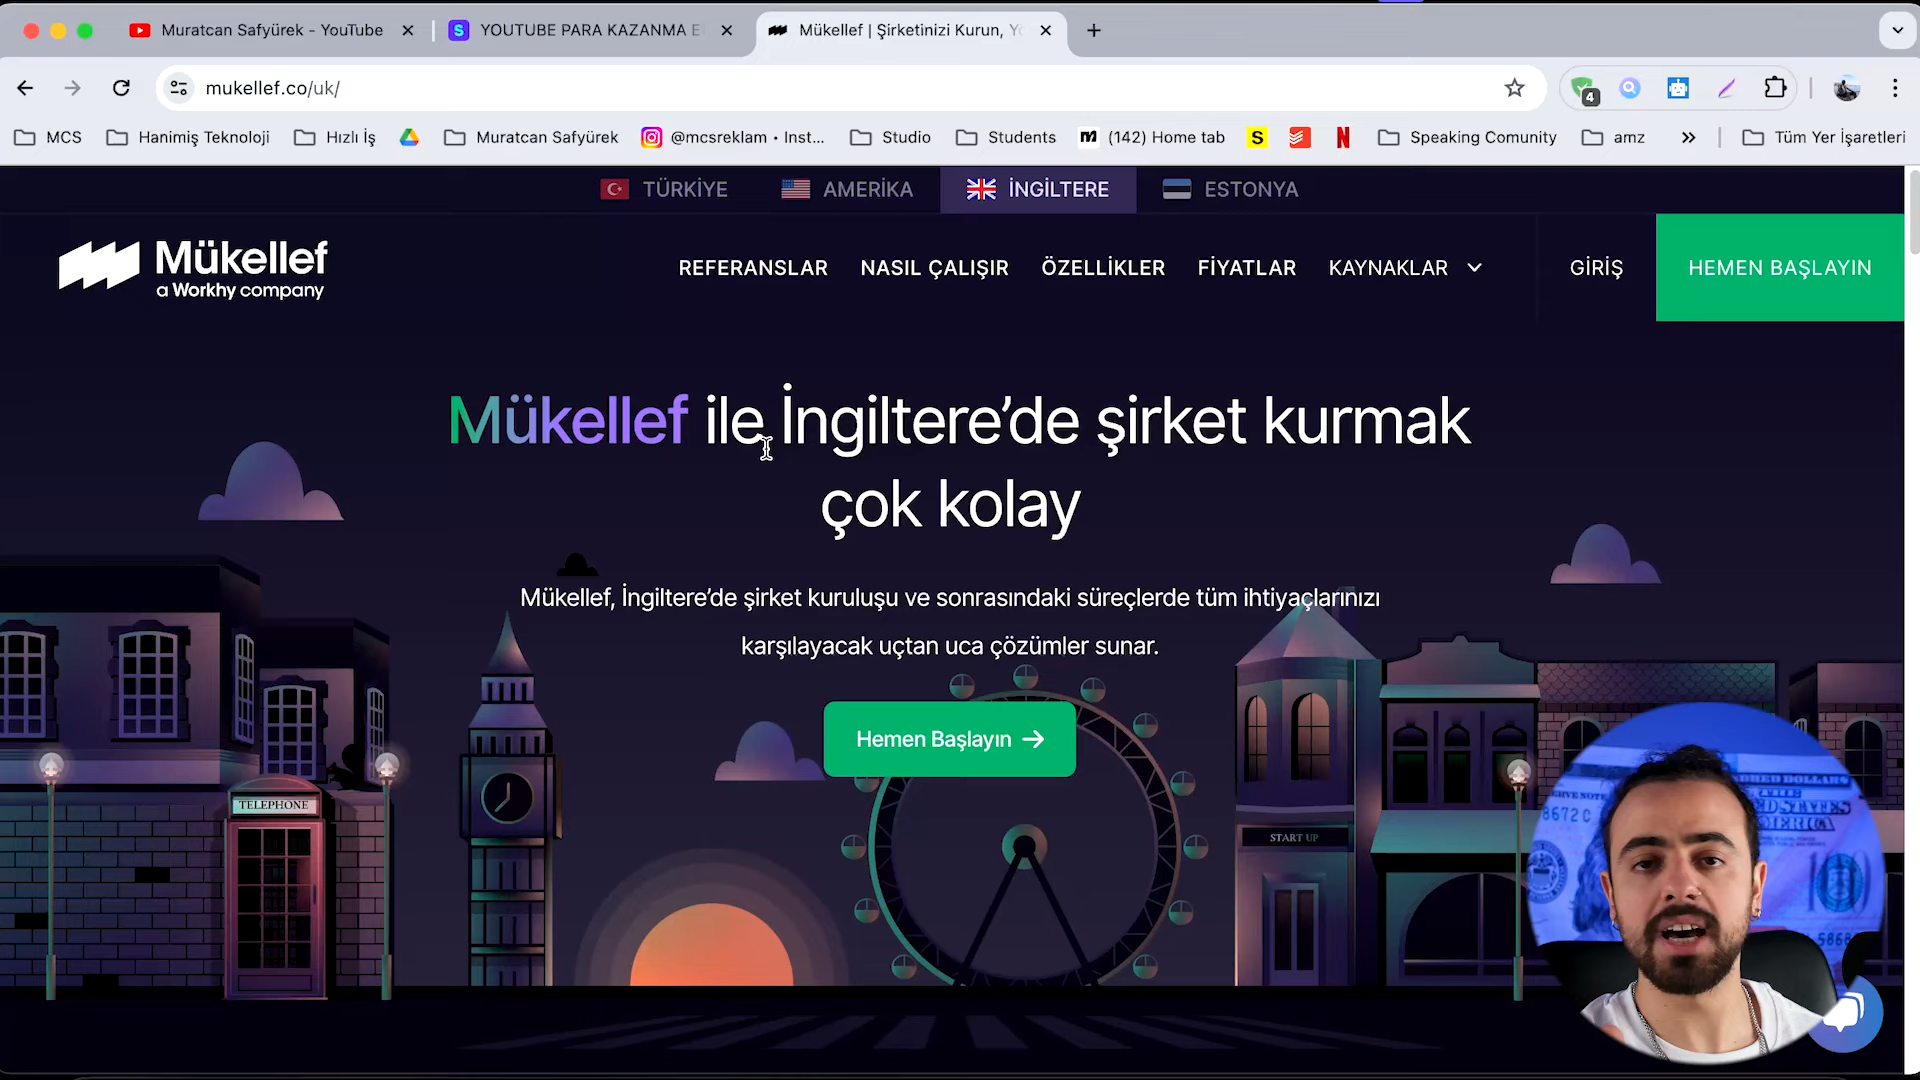 Muratcan Safyürek - YouTube
YOUTUBE PARA KAZANMA E
Mükellef | Şirketinizi Kurun, Yo
mukellef.co/uk/
4
MCS
Hanimiş Teknoloji
Hızlı İş
Muratcan Safyürek
@mcsreklam • Inst...
Studio
Students
(142) Home tab
Speaking Comunity
amz
Tüm Yer İşaretleri
TÜRKİYE
AMERİKA
İNGİLTERE
ESTONYA
Mükellef
a Workhy company
REFERANSLAR
NASIL ÇALIŞIR
ÖZELLİKLER
FİYATLAR
KAYNAKLAR
GİRİŞ
HEMEN BAŞLAYIN
Mükellef ile İngiltere’de şirket kurmak
çok kolay
Mükellef, İngiltere’de şirket kuruluşu ve sonrasındaki süreçlerde tüm ihtiyaçlarınızı
karşılayacak uçtan uca çözümler sunar.
Hemen Başlayın →
TELEPHONE
START UP